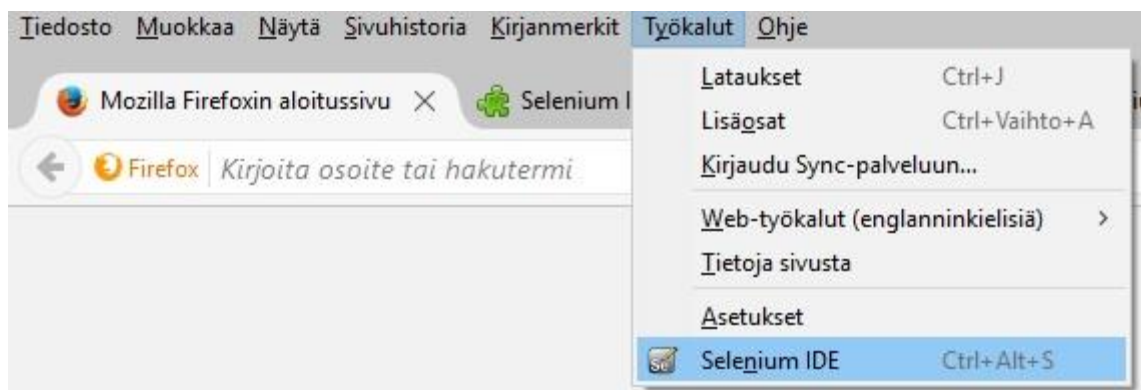 Tiedosto Muokkaa Näytä Sivuhistoria Kirjanmerkit Työkalut Ohje
Mozilla Firefoxin aloitussivu
Selenium
Firefox Kirjoita osoite tai hakutermi
Lataukset Ctrl+J
Lisäosat Ctrl+Vaihto+A
Kirjaudu Sync-palveluun...
Web-työkalut (englanninkielisiä)
Tietoja sivusta
Asetukset
Selenium IDE Ctrl+Alt+S